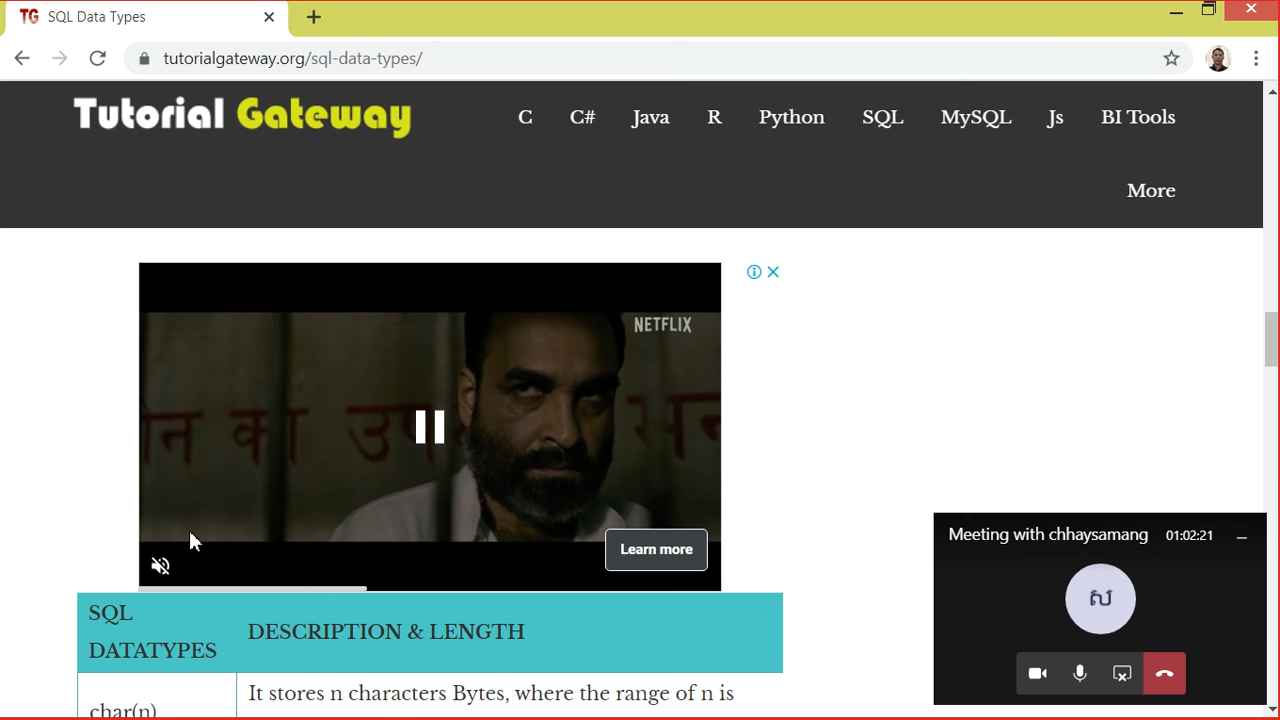 SQL Data Types
tutorialgateway.org/sql-data-types/
Tutorial Gateway
C C# Java R Python SQL MySQL Js BI Tools
More
NETFLIX
न का उप
Learn more
Meeting with chhaysamang 01:02:21
ស
SQL
DATATYPES
DESCRIPTION & LENGTH
It stores n characters Bytes, where the range of n is
char(n)